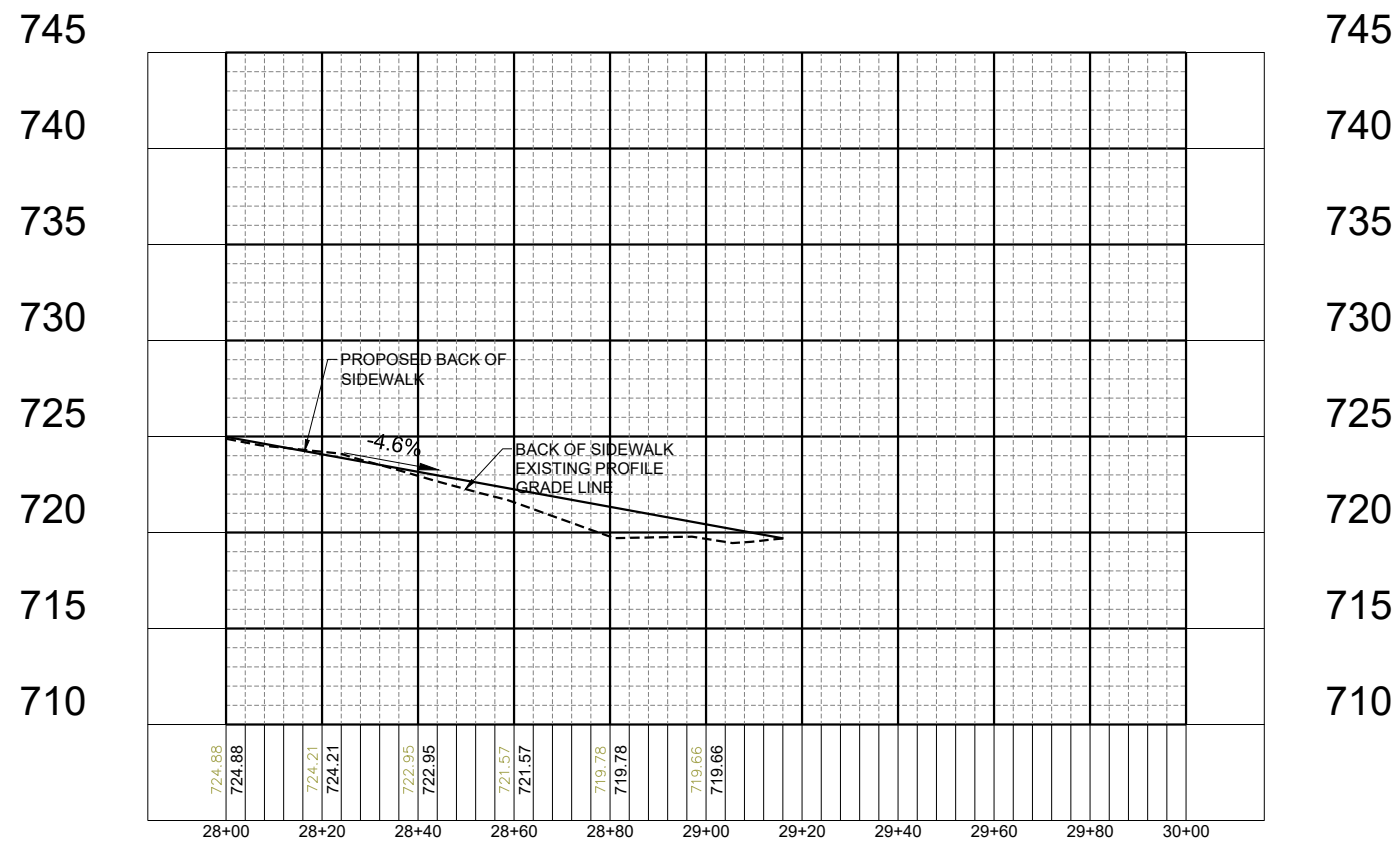 745 745
740 740
735 735
730 730
PROPOSED BACK OF
SIDEWALK
725 725
-4.6%
BACK OF SIDEWALK
EXISTING PROFILE
GRADE LINE
720 720
715 715
710 710
724.88 724.88 724.21 724.21 722.95 722.95 721.57 721.57 719.78 719.78 719.66 719.66
28+00 28+20 28+40 28+60 28+80 29+00 29+20 29+40 29+60 29+80 30+00